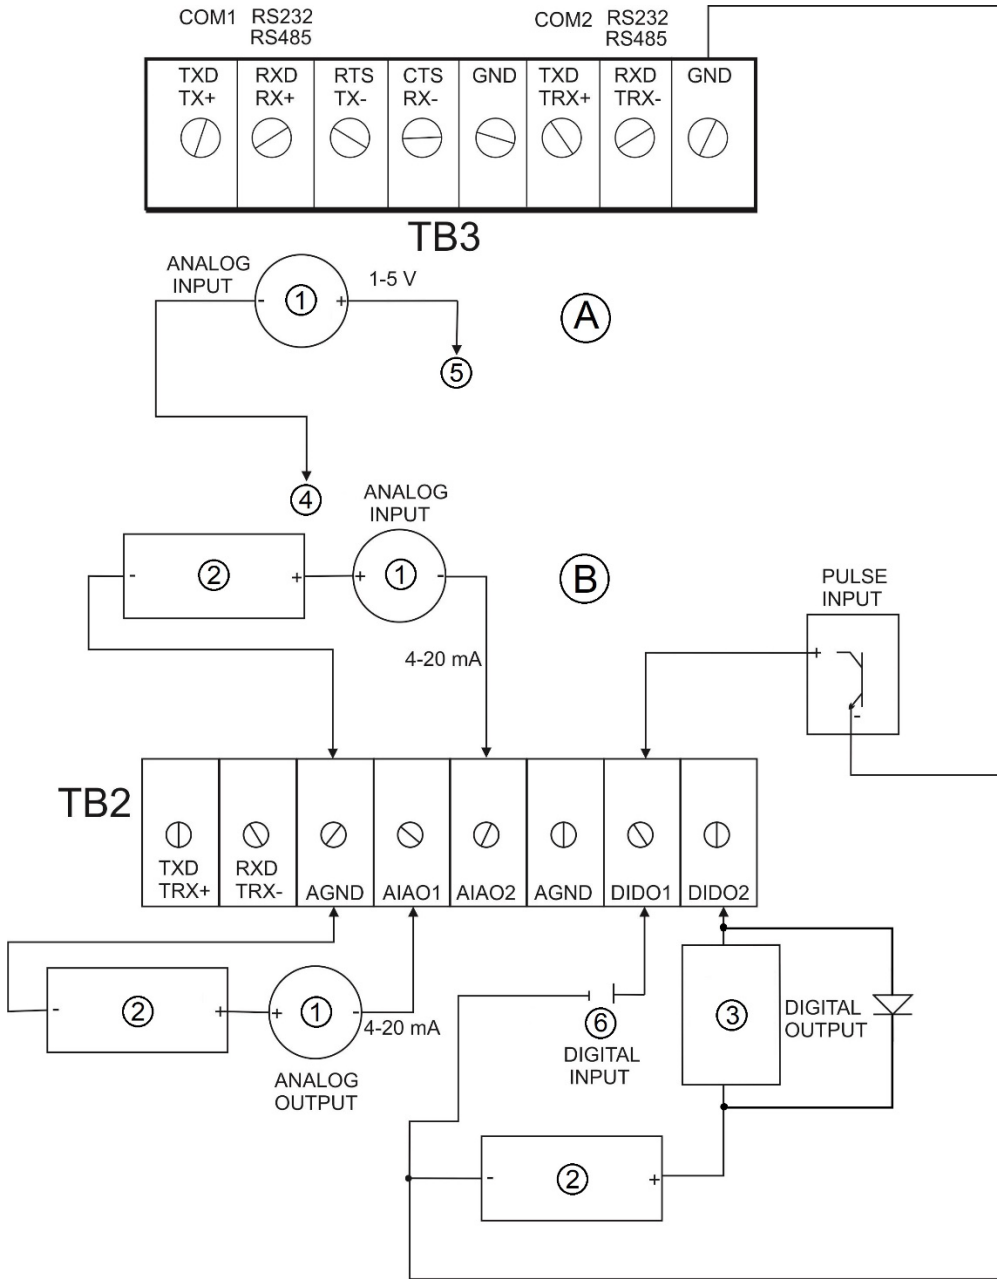 COM1 RS232
RS485
COM2 RS232
RS485
TXD
TX+
RXD
RX+
RTS
TX-
CTS
RX-
GND
TXD
TRX+
RXD
TRX-
GND
TB3
ANALOG
INPUT
- 1 +
1-5 V
A
5
4
ANALOG
INPUT
- 2 +
+ 1 -
B
4-20 mA
PULSE
INPUT
+
-
TB2
TXD
TRX+
RXD
TRX-
AGND
AIAO1
AIAO2
AGND
DIDO1
DIDO2
- 2 +
+ 1 -
4-20 mA
ANALOG
OUTPUT
6
DIGITAL
INPUT
3
DIGITAL
OUTPUT
- 2 +